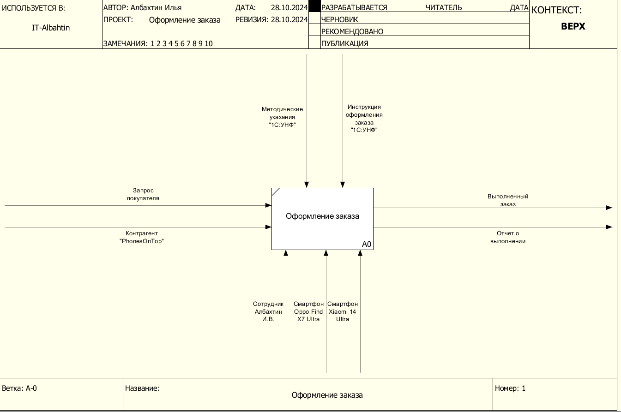 ИСПОЛЬЗУЕТСЯ В:
IT-Albahtin
АВТОР: Албахтин Илья
ДАТА: 28.10.2024
ПРОЕКТ: Оформление заказа
РЕВИЗИЯ: 28.10.2024
ЗАМЕЧАНИЯ: 1 2 3 4 5 6 7 8 9 10
РАЗРАБАТЫВАЕТСЯ
ЧЕРНОВИК
РЕКОМЕНДОВАНО
ПУБЛИКАЦИЯ
ЧИТАТЕЛЬ
ДАТА
КОНТЕКСТ:
ВЕРХ
Методические
указания
"1С:УНФ"
Инструкция
оформления
заказа
"1С:УНФ"
Запрос
покупателя
Контрагент
"PhonesOnTop"
Оформление заказа
A0
Выполненный
заказ
Отчет о
выполнении
Сотрудник
Албахтин
И.В.
Смартфон
Oppo Find
X7 Ultra
Смартфон
Xiaomi 14
Ultra
Ветка: A-0
Название:
Оформление заказа
Номер: 1